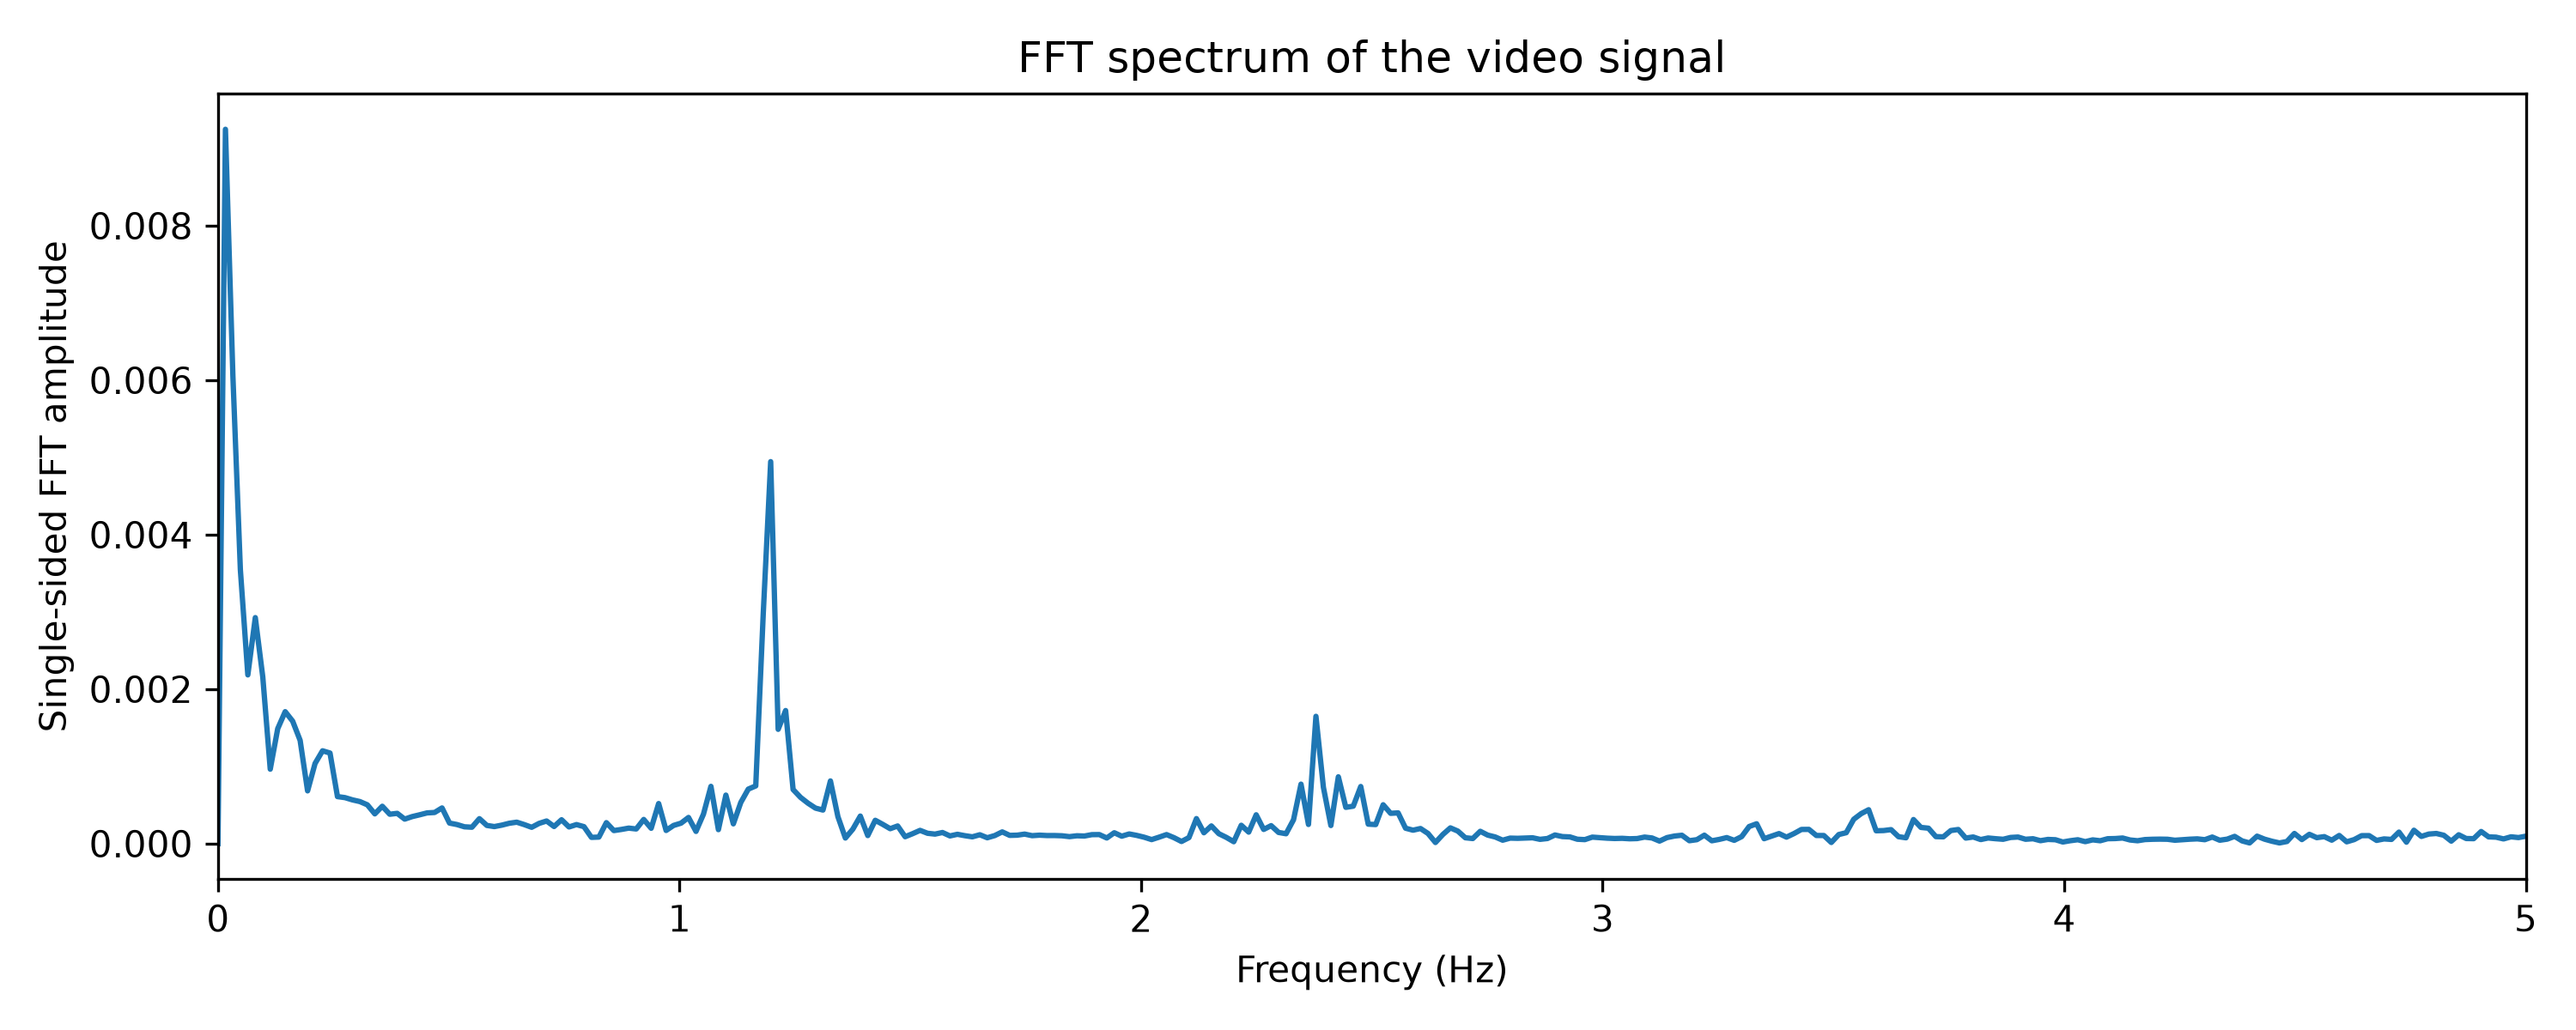 FFT spectrum of the video signal
Single-sided FFT amplitude
0.008
0.006
0.004
0.002
0.000
0 1 2 3 4 5
Frequency (Hz)